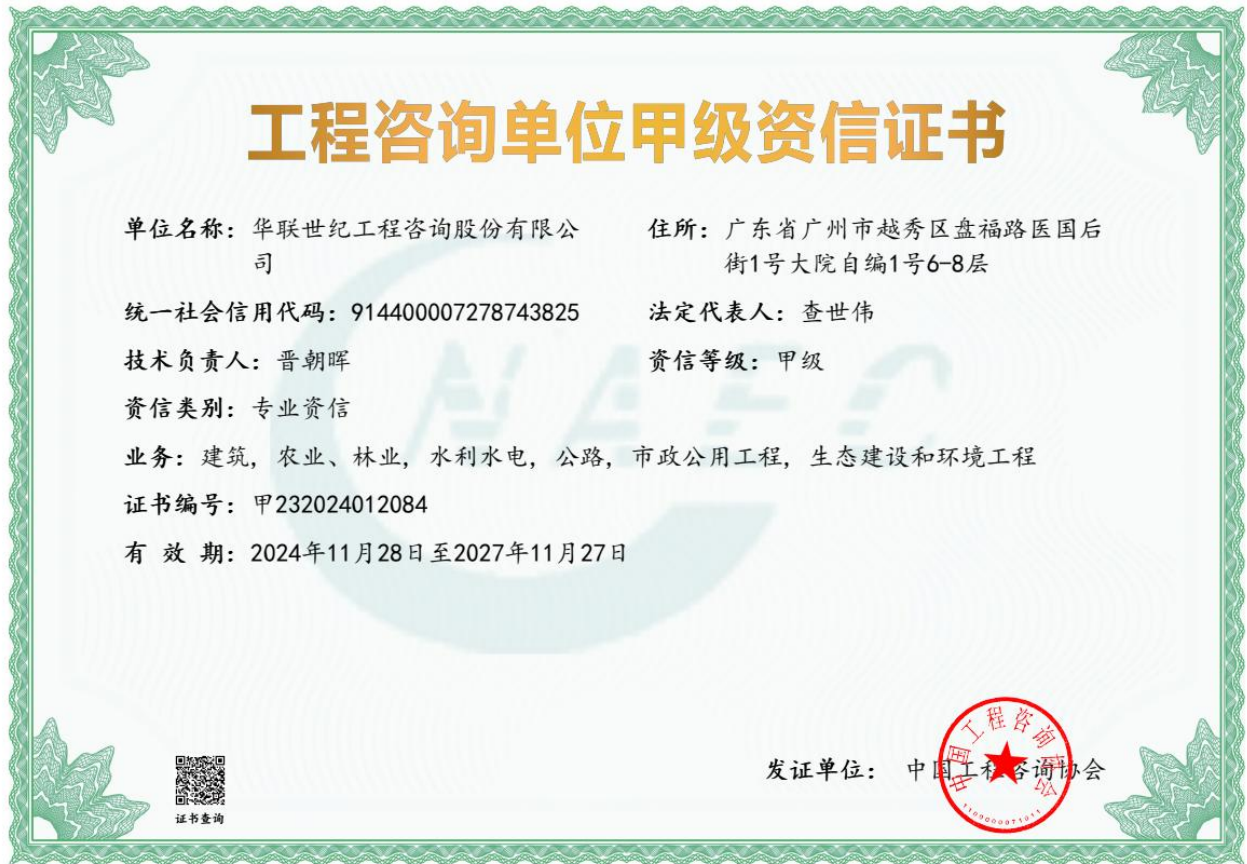 工程咨询单位甲级资信证书
单位名称：华联世纪工程咨询股份有限公
司
住所：广东省广州市越秀区盘福路医国后
街1号大院自编1号6-8层
统一社会信用代码：914400007278743825
法定代表人：查世伟
技术负责人：晋朝晖
资信等级：甲级
资信类别：专业资信
业务：建筑，农业、林业，水利水电，公路，市政公用工程，生态建设和环境工程
证书编号：甲232024012084
有 效 期：2024年11月28日至2027年11月27日
CNAEC
证书查询
发证单位： 中国工程咨询协会
中国工程咨询协会